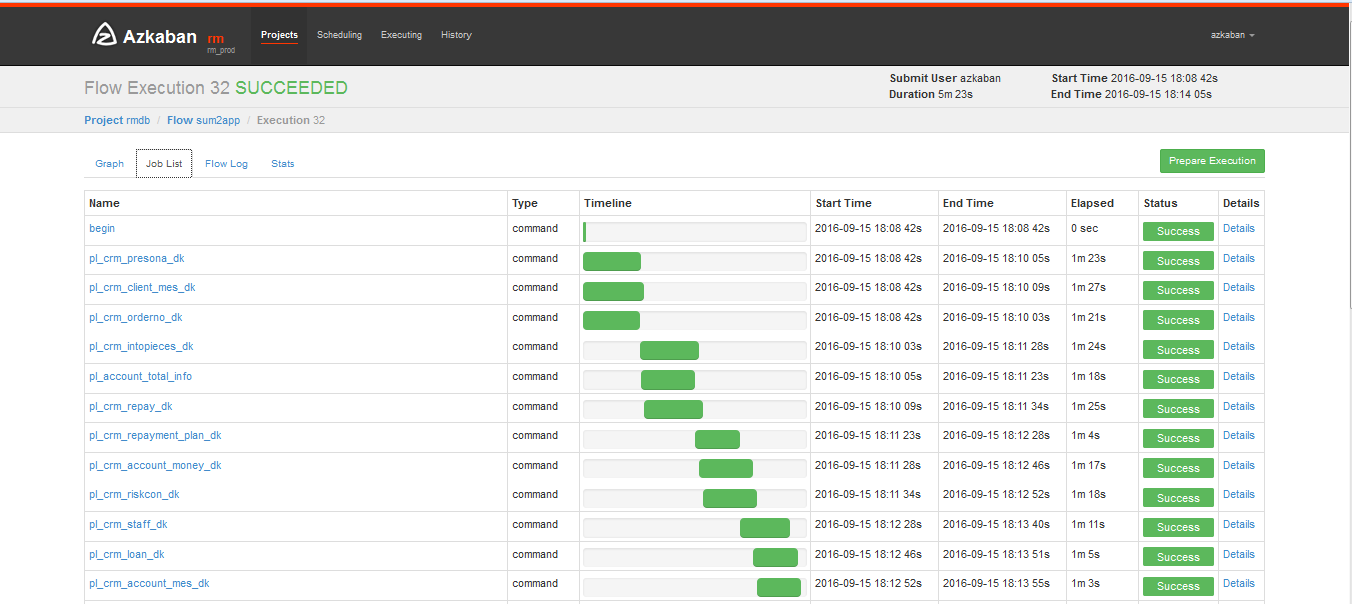 Azkaban rm Projects Scheduling Executing History azkaban
rm_prod
Flow Execution 32 SUCCEEDED
Submit User azkaban Start Time 2016-09-15 18:08 42s
Duration 5m 23s End Time 2016-09-15 18:14 05s
Project rmdb / Flow sum2app / Execution 32
Graph Job List Flow Log Stats Prepare Execution
Name Type Timeline Start Time End Time Elapsed Status Details
begin command 2016-09-15 18:08 42s 2016-09-15 18:08 42s 0 sec Success Details
pl_crm_presona_dk command 2016-09-15 18:08 42s 2016-09-15 18:10 05s 1m 23s Success Details
pl_crm_client_mes_dk command 2016-09-15 18:08 42s 2016-09-15 18:10 09s 1m 27s Success Details
pl_crm_orderno_dk command 2016-09-15 18:08 42s 2016-09-15 18:10 03s 1m 21s Success Details
pl_crm_intopieces_dk command 2016-09-15 18:10 03s 2016-09-15 18:11 28s 1m 24s Success Details
pl_account_total_info command 2016-09-15 18:10 05s 2016-09-15 18:11 23s 1m 18s Success Details
pl_crm_repay_dk command 2016-09-15 18:10 09s 2016-09-15 18:11 34s 1m 25s Success Details
pl_crm_repayment_plan_dk command 2016-09-15 18:11 23s 2016-09-15 18:12 28s 1m 4s Success Details
pl_crm_account_money_dk command 2016-09-15 18:11 28s 2016-09-15 18:12 46s 1m 17s Success Details
pl_crm_riskcon_dk command 2016-09-15 18:11 34s 2016-09-15 18:12 52s 1m 18s Success Details
pl_crm_staff_dk command 2016-09-15 18:12 28s 2016-09-15 18:13 40s 1m 11s Success Details
pl_crm_loan_dk command 2016-09-15 18:12 46s 2016-09-15 18:13 51s 1m 5s Success Details
pl_crm_account_mes_dk command 2016-09-15 18:12 52s 2016-09-15 18:13 55s 1m 3s Success Details